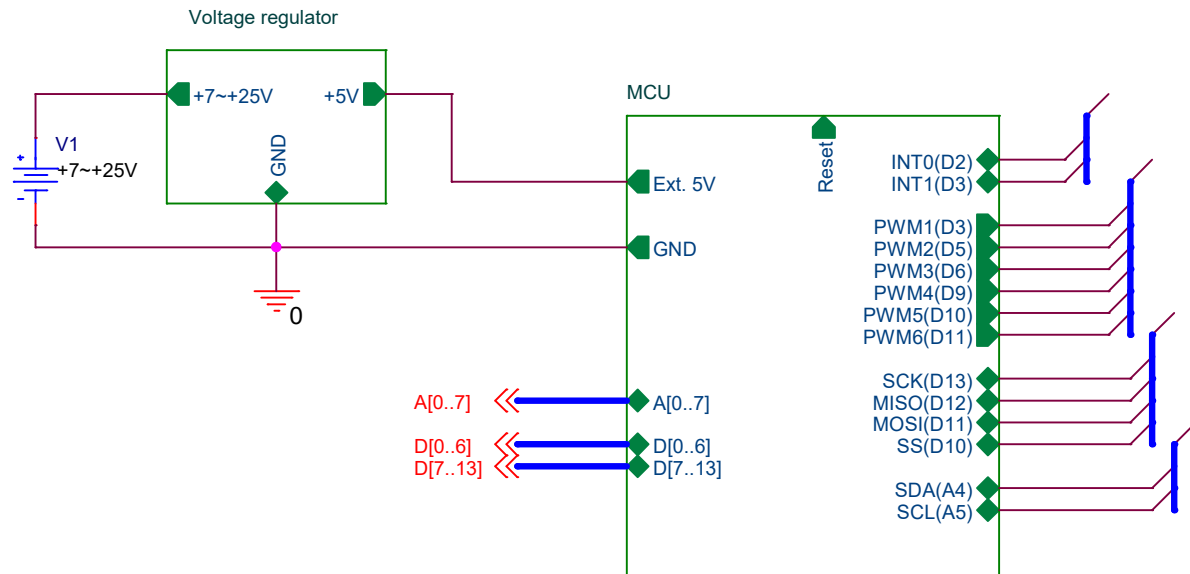 Voltage regulator
+7~+25V
+5V
GND
V1
+7~+25V
0
MCU
Reset
Ext. 5V
GND
A[0..7]
A[0..7]
D[0..6]
D[0..6]
D[7..13]
D[7..13]
INT0(D2)
INT1(D3)
PWM1(D3)
PWM2(D5)
PWM3(D6)
PWM4(D9)
PWM5(D10)
PWM6(D11)
SCK(D13)
MISO(D12)
MOSI(D11)
SS(D10)
SDA(A4)
SCL(A5)